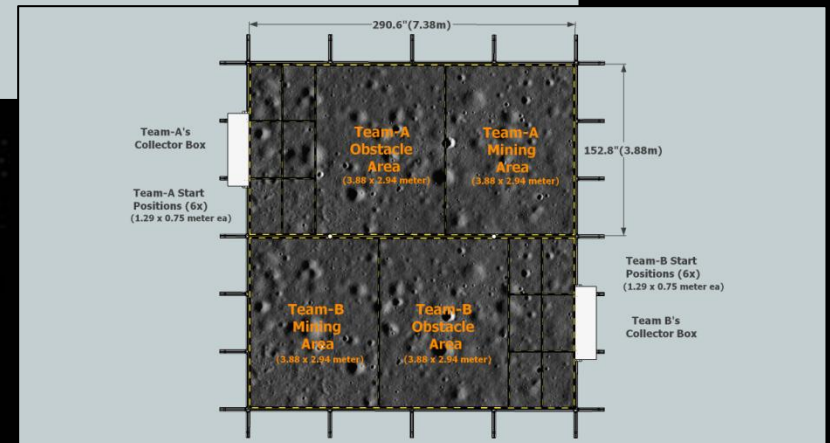 290.6"(7.38m)
Team-A's
Collector Box
Team-A Start
Positions (6x)
(1.29 x 0.75 meter ea)
Team-A
Obstacle
Area
(3.88 x 2.94 meter)
Team-A
Mining
Area
(3.88 x 2.94 meter)
152.8"(3.88m)
Team-B
Mining
Area
(3.88 x 2.94 meter)
Team-B
Obstacle
Area
(3.88 x 2.94 meter)
Team-B Start
Positions (6x)
(1.29 x 0.75 meter ea)
Team B's
Collector Box